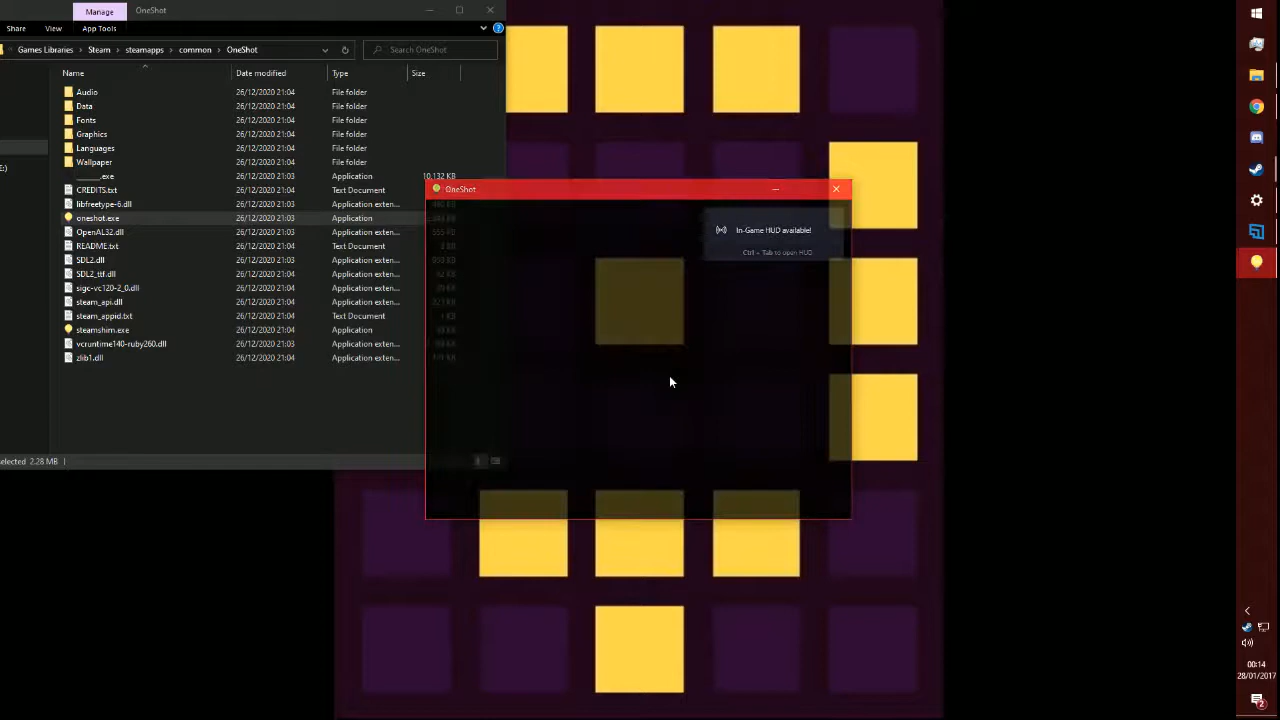 Manage
OneShot
Share
View
App Tools
Games Libraries > Steam > steamapps > common > OneShot
Search OneShot
Name
Date modified
Type
Size
Audio 26/12/2020 21:04 File folder
Data 26/12/2020 21:04 File folder
Fonts 26/12/2020 21:04 File folder
Graphics 26/12/2020 21:04 File folder
Languages 26/12/2020 21:04 File folder
Wallpaper 26/12/2020 21:04 File folder
______.exe 26/12/2020 21:03 Application 10,132 KB
CREDITS.txt 26/12/2020 21:04 Text Document
libfreetype-6.dll 26/12/2020 21:04 Application exten...
oneshot.exe 26/12/2020 21:03 Application
OpenAL32.dll 26/12/2020 21:03 Application exten...
README.txt 26/12/2020 21:04 Text Document
SDL2.dll 26/12/2020 21:03 Application exten...
SDL2_ttf.dll 26/12/2020 21:04 Application exten...
sigc-vc120-2_0.dll 26/12/2020 21:04 Application exten...
steam_api.dll 26/12/2020 21:03 Application exten...
steam_appid.txt 26/12/2020 21:04 Text Document
steamshim.exe 26/12/2020 21:04 Application
vcruntime140-ruby260.dll 26/12/2020 21:04 Application exten...
zlib1.dll 26/12/2020 21:04 Application exten...
selected 2.28 MB
OneShot
In-Game HUD available!
Ctrl + Tab to open HUD
00:14
28/01/2017
2